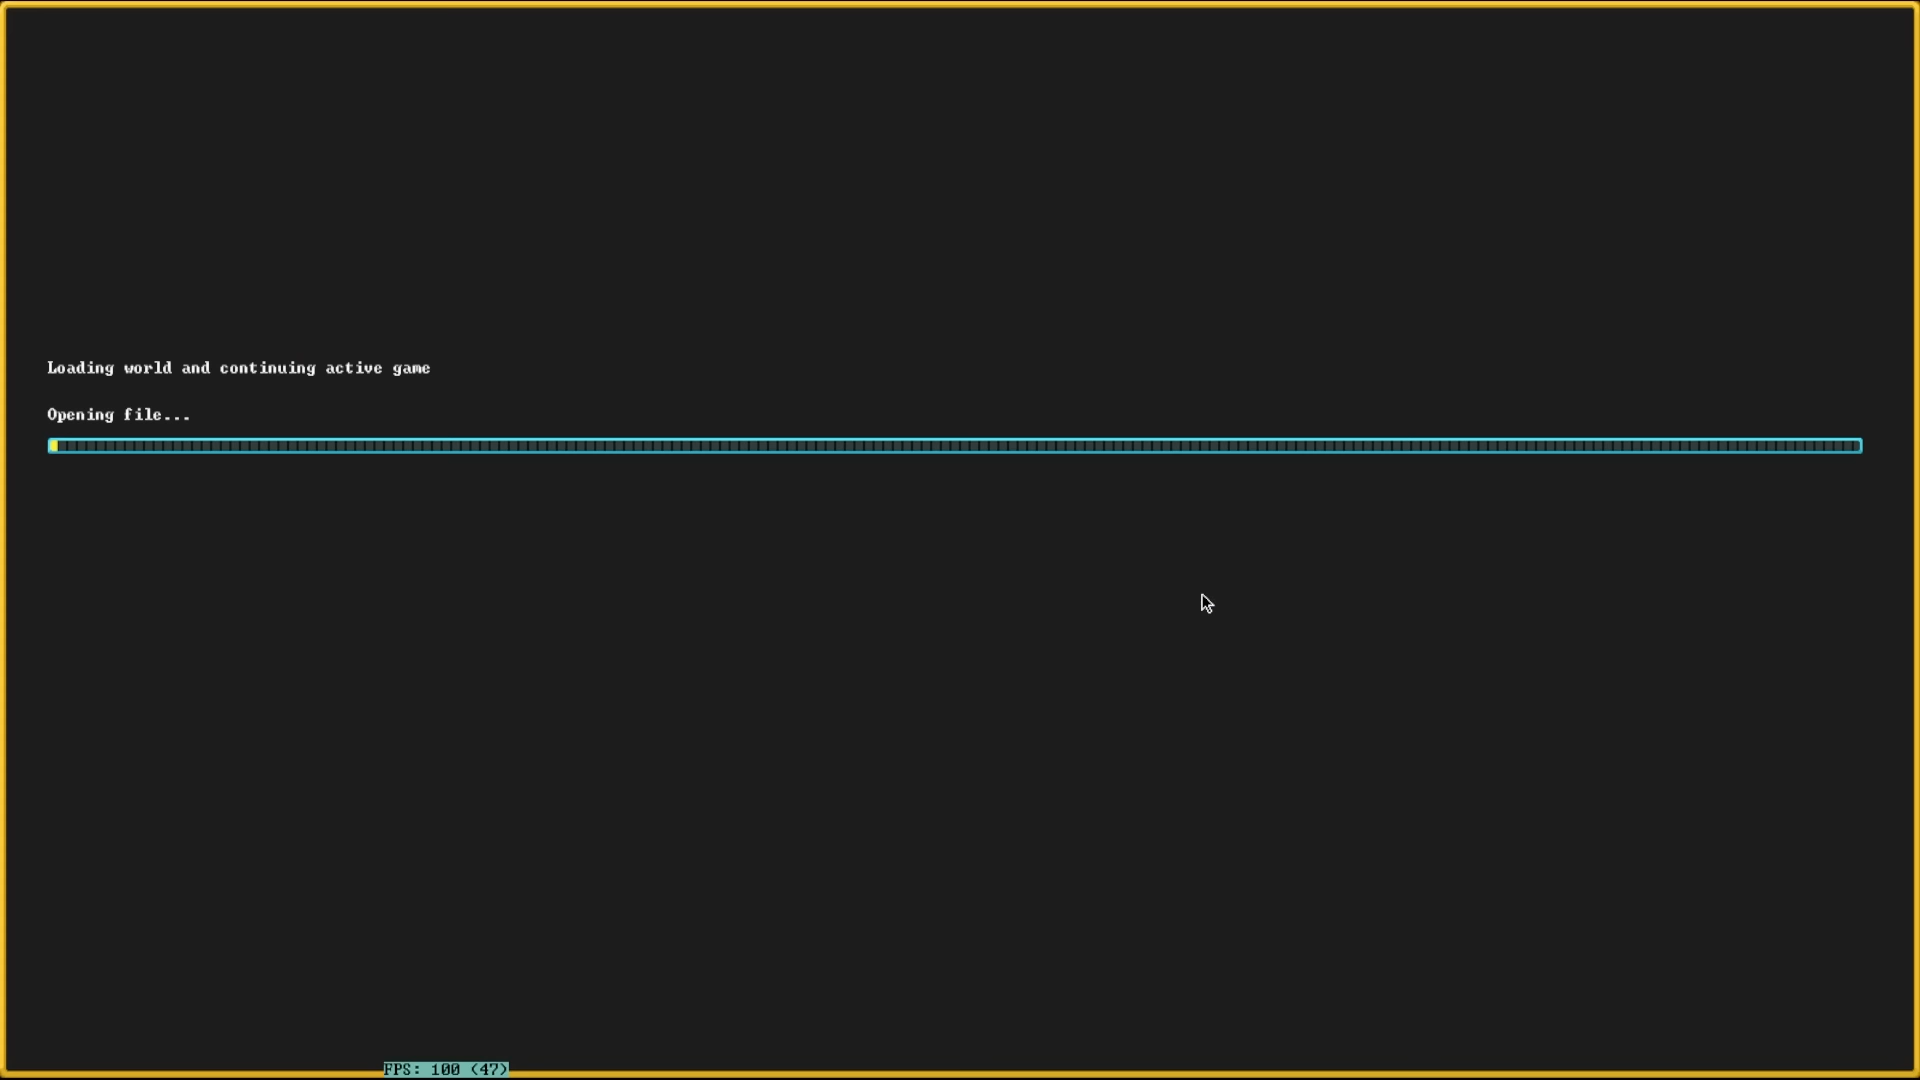 Loading world and continuing active game
Opening file...
FPS: 100 (47)